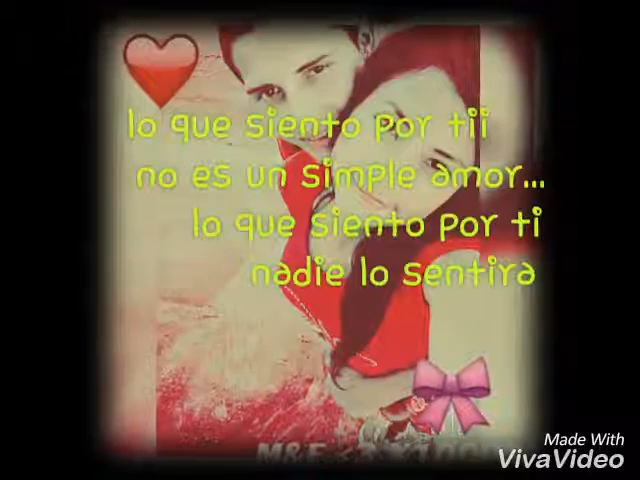 lo que siento por tii
no es un simple amor...
lo que siento por ti
nadie lo sentira
Made With
VivaVideo